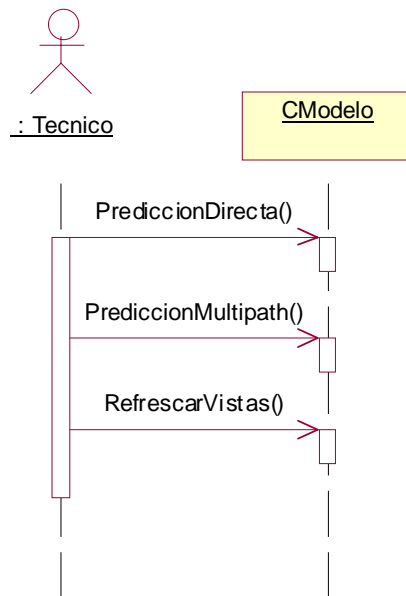 : Tecnico
CModelo
PrediccionDirecta()
PrediccionMultipath()
RefrescarVistas()